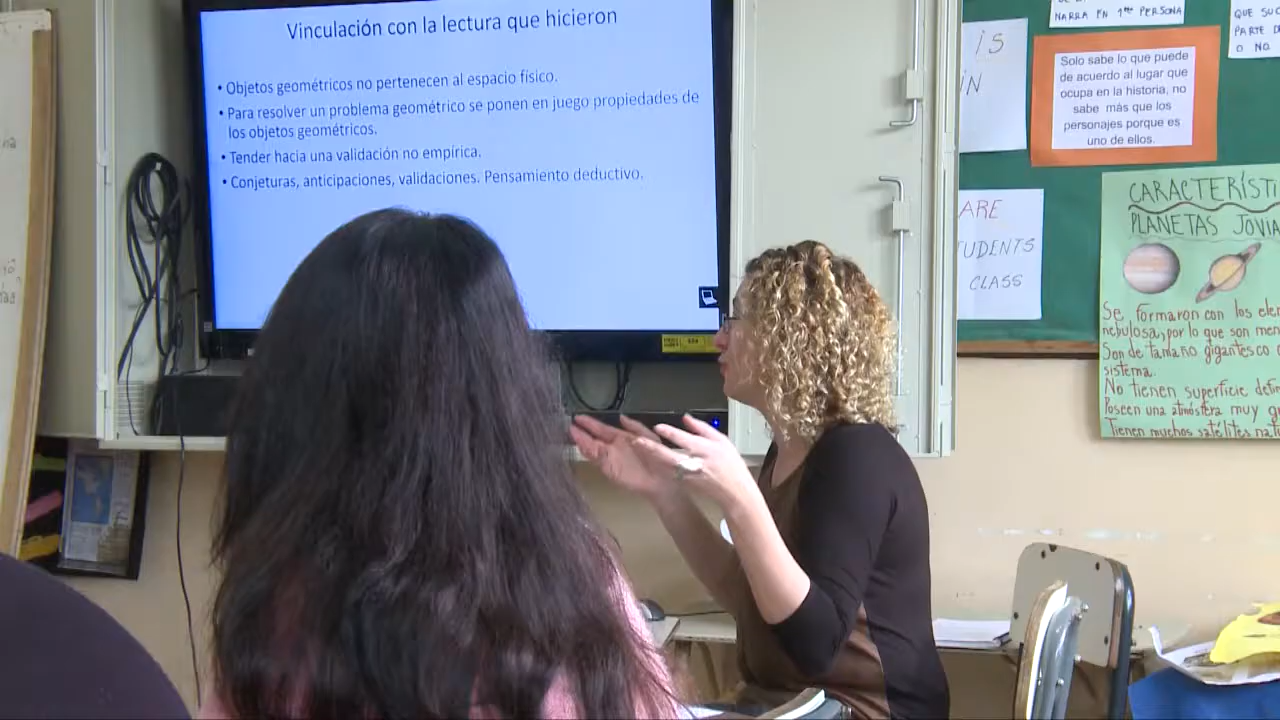 Vinculación con la lectura que hicieron
• Objetos geométricos no pertenecen al espacio físico.
• Para resolver un problema geométrico se ponen en juego propiedades de
los objetos geométricos.
• Tender hacia una validación no empírica.
• Conjeturas, anticipaciones, validaciones. Pensamiento deductivo.
NARRA EN 1ra PERSONA
QUE
PARTE
O NO
IS
IN
Solo sabe lo que puede
de acuerdo al lugar que
ocupa en la historia, no
sabe más que los
personajes porque es
uno de ellos.
ARE
TUDENTS
CLASS
CARACTERÍSTI
PLANETAS JOVIA
Se formaron con los ele
nebulosa, por lo que son men
Son de tamaño gigantesco
sistema.
No tienen superficie defi
Poseen una atmósfera muy g
Tienen muchos satélites nat